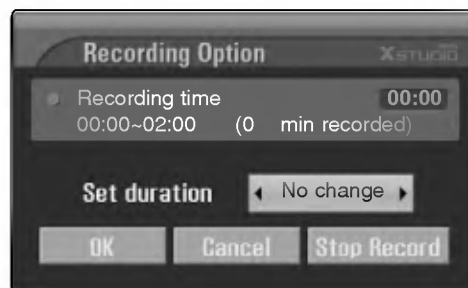 Recording Option XSTUDIO
Recording time 00:00
00:00~02:00 (0 min recorded)
Set duration No change
OK Cancel Stop Record